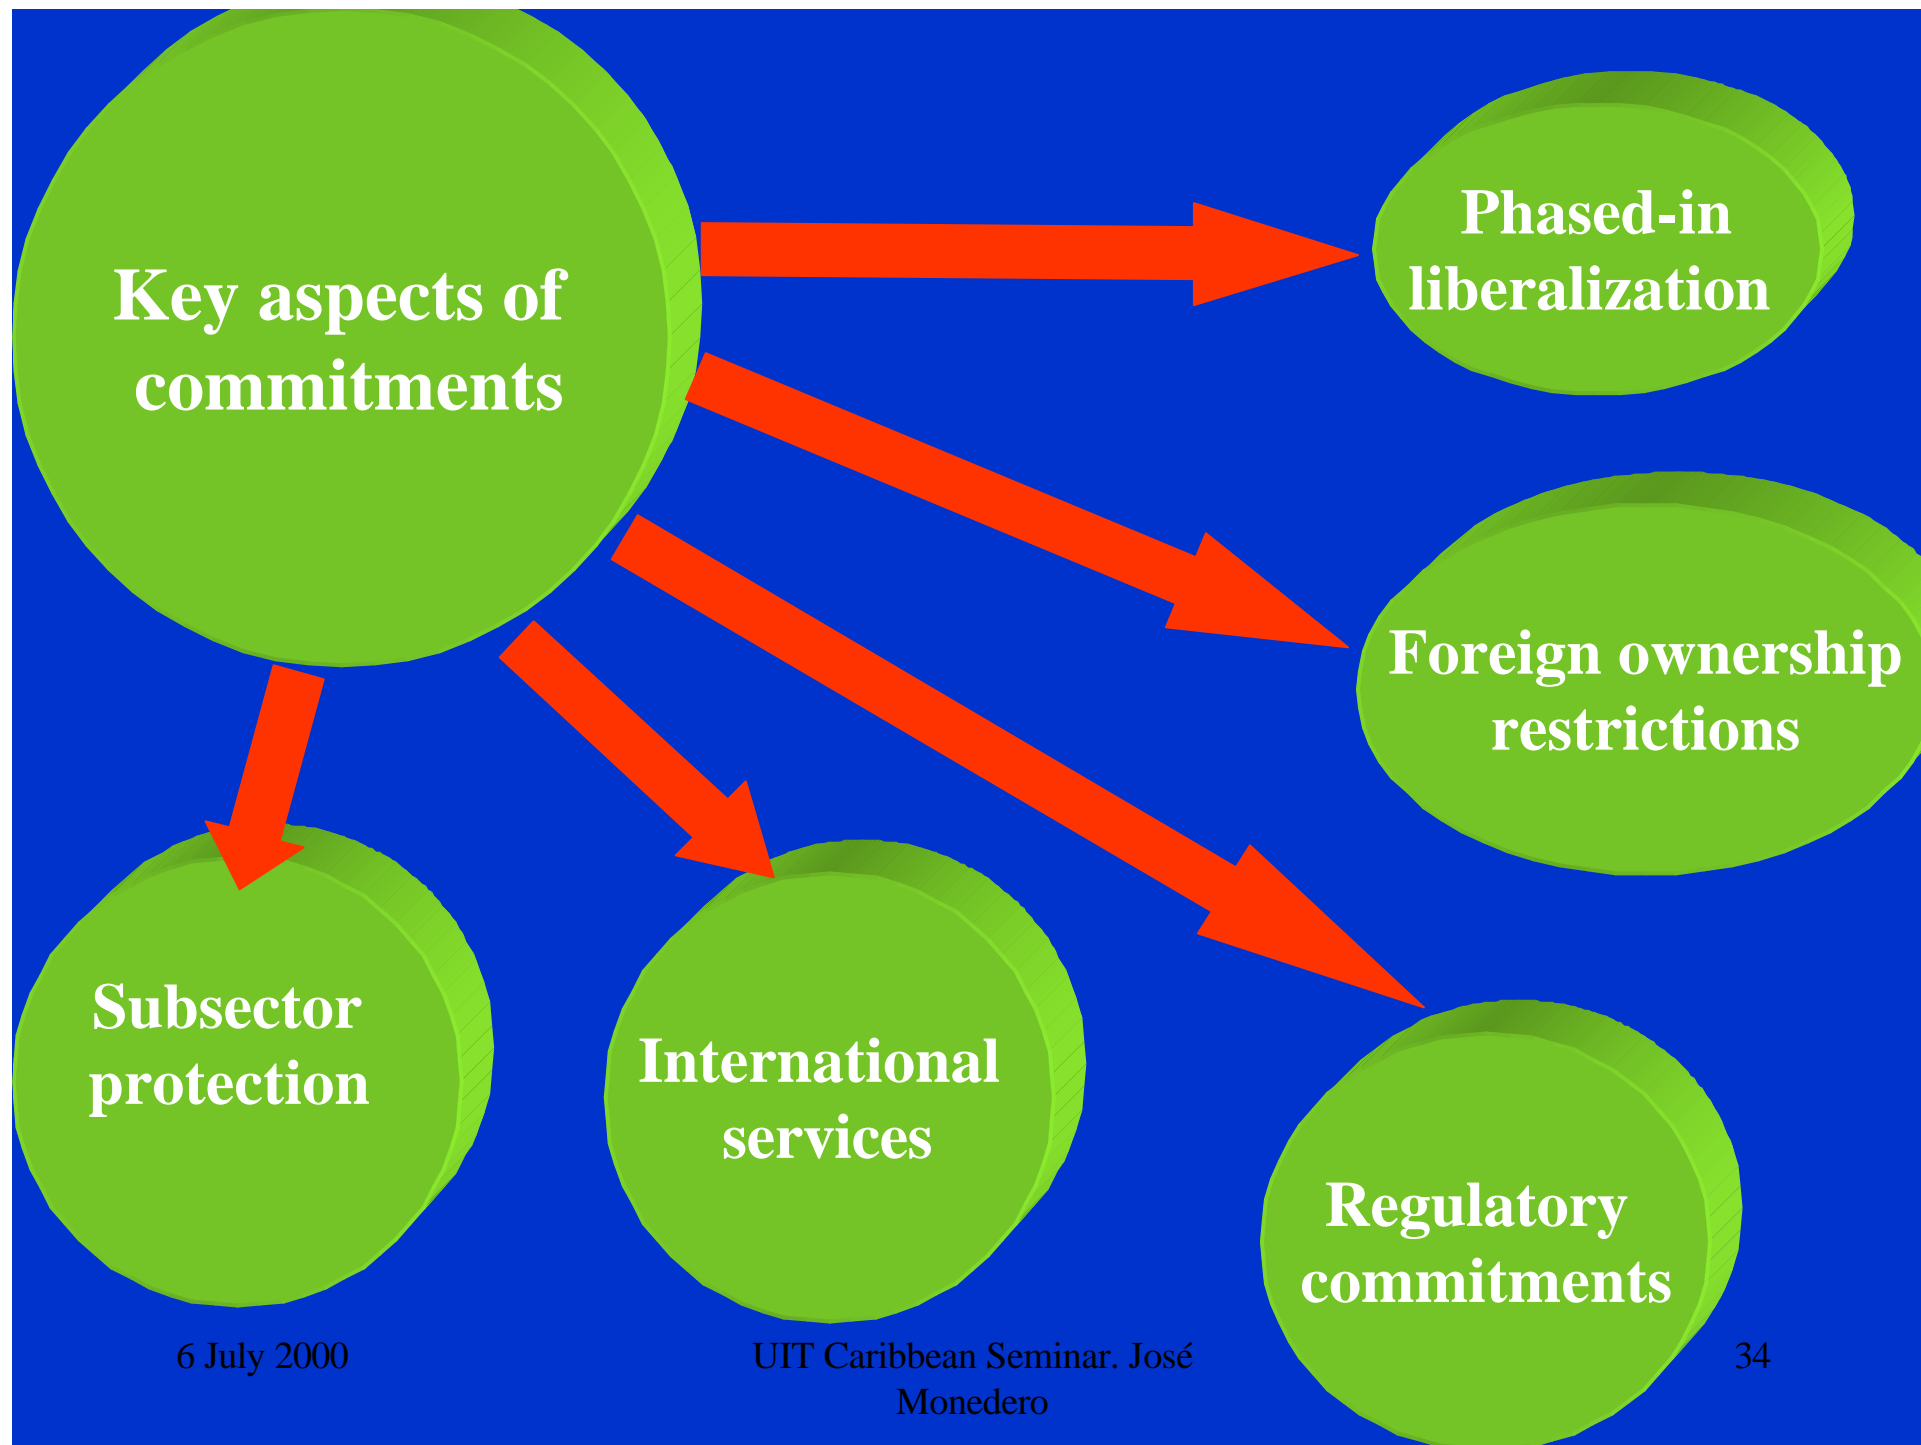 Key aspects of
commitments
Phased-in
liberalization
Foreign ownership
restrictions
Subsector
protection
International
services
Regulatory
commitments
6 July 2000
UIT Caribbean Seminar. José
Monedero
34